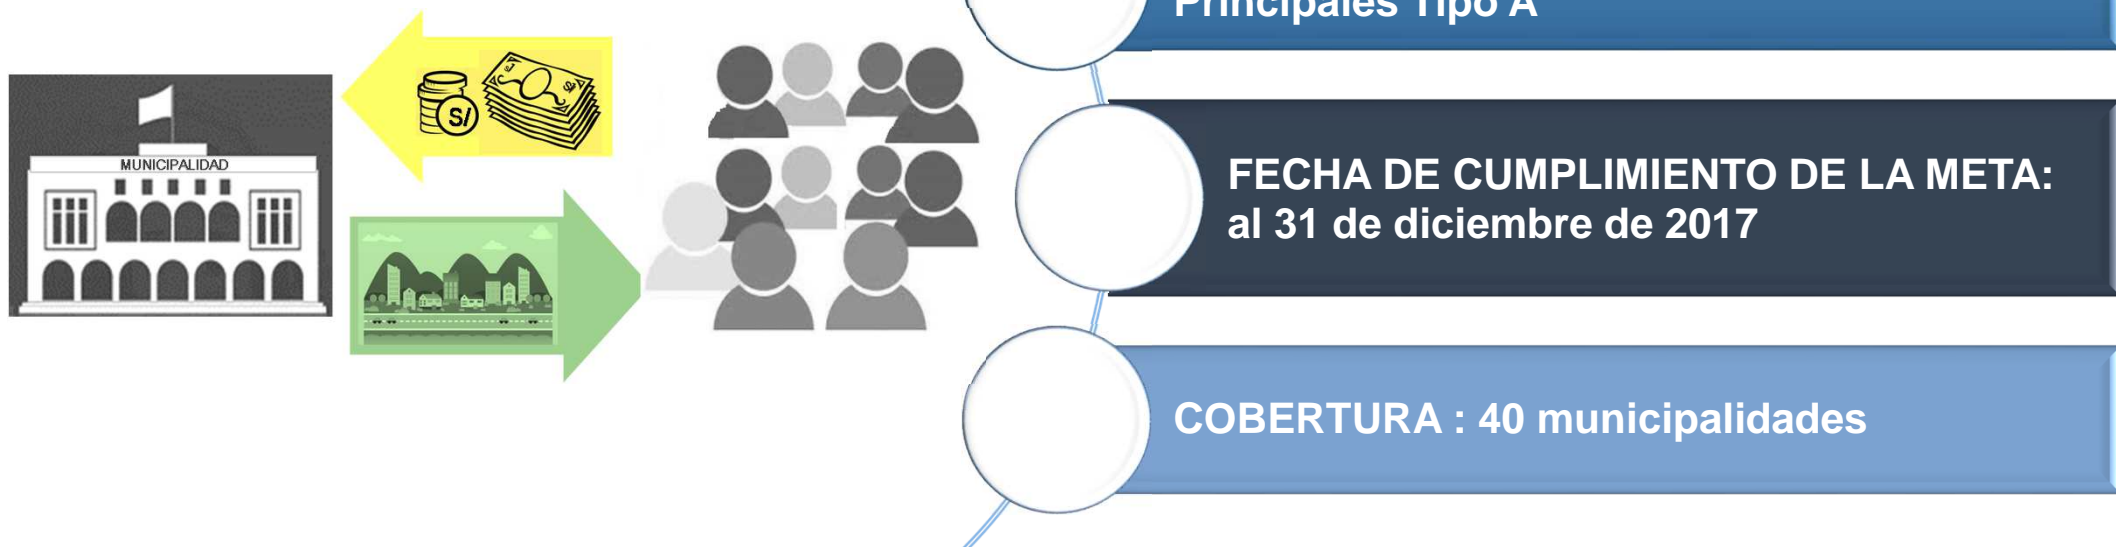 Principales Tipo A
S/
MUNICIPALIDAD
FECHA DE CUMPLIMIENTO DE LA META:
al 31 de diciembre de 2017
COBERTURA : 40 municipalidades